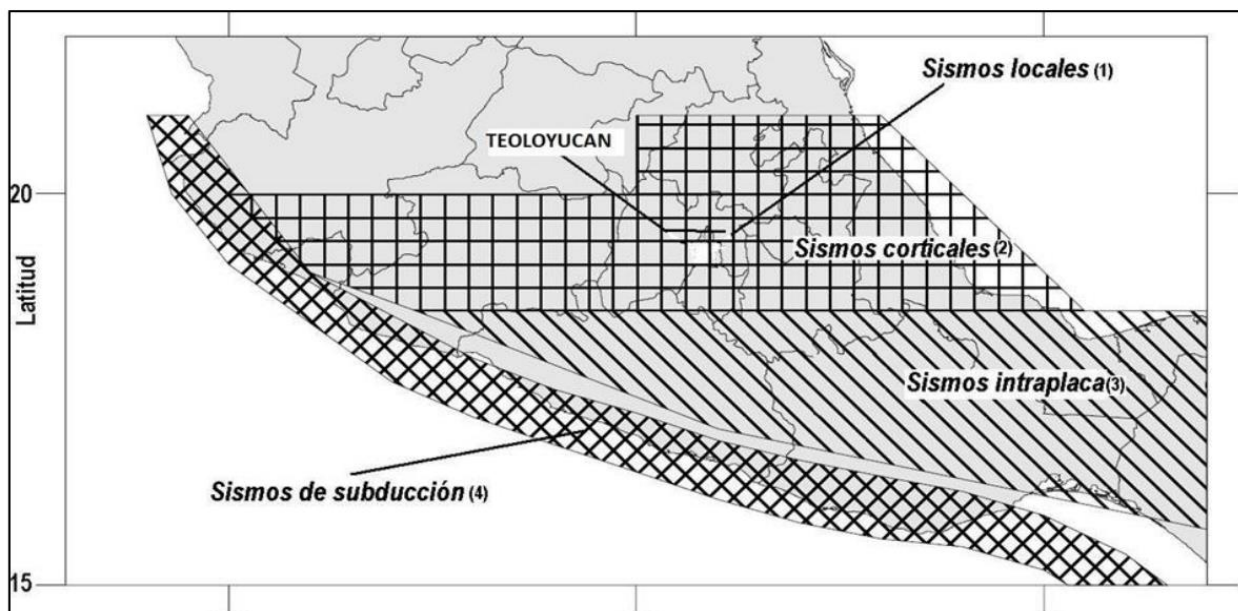 Sismos locales (1)
TEOLOYUCAN
20
Sismos corticales (2)
Latitud
Sismos intraplaca (3)
Sismos de subducción (4)
15